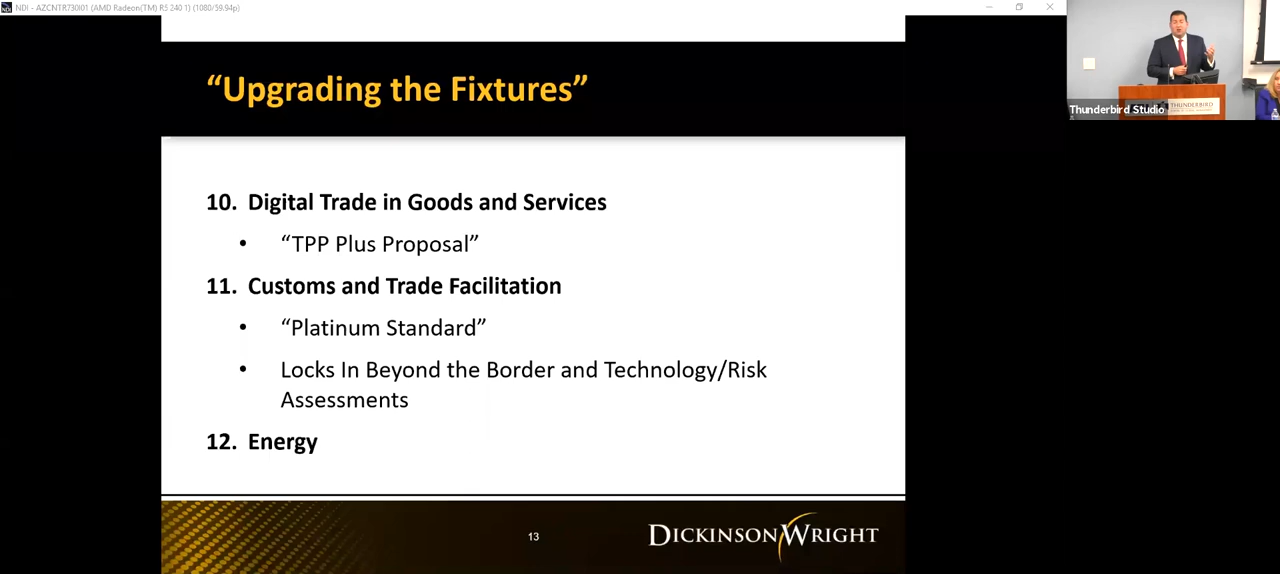 NDI - AZCNTR730I01 (AMD Radeon(TM) R5 240 1) (1080/59.94p)
“Upgrading the Fixtures”
Thunderbird Studio
THUNDERBIRD
10. Digital Trade in Goods and Services
• “TPP Plus Proposal”
11. Customs and Trade Facilitation
• “Platinum Standard”
• Locks In Beyond the Border and Technology/Risk
Assessments
12. Energy
13
DICKINSON WRIGHT